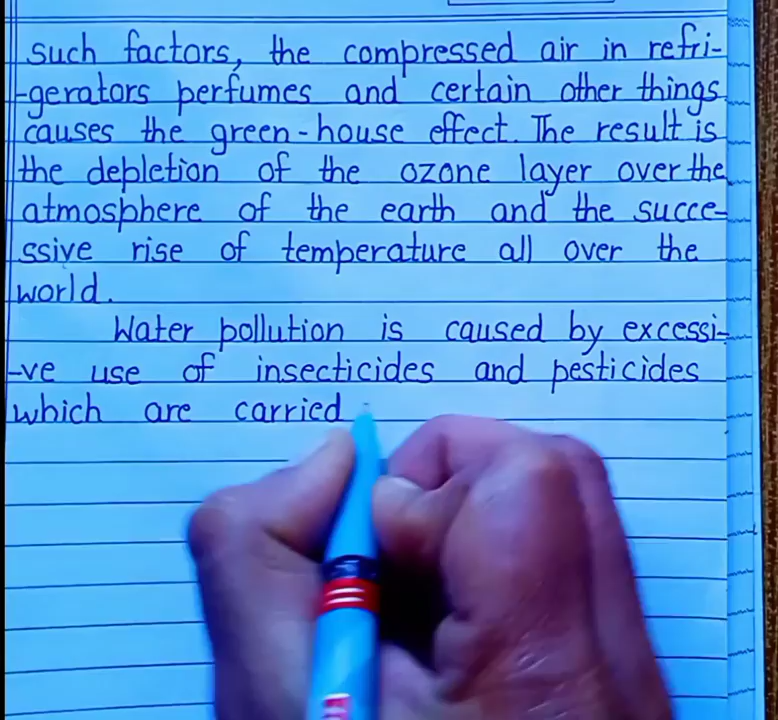 such factors, the compressed air in refri-
-gerators perfumes and certain other things
causes the green-house effect. The result is
the depletion of the ozone layer over the
atmosphere of the earth and the succe-
ssive rise of temperature all over the
world.
Water pollution is caused by excessi-
-ve use of insecticides and pesticides
which are carried